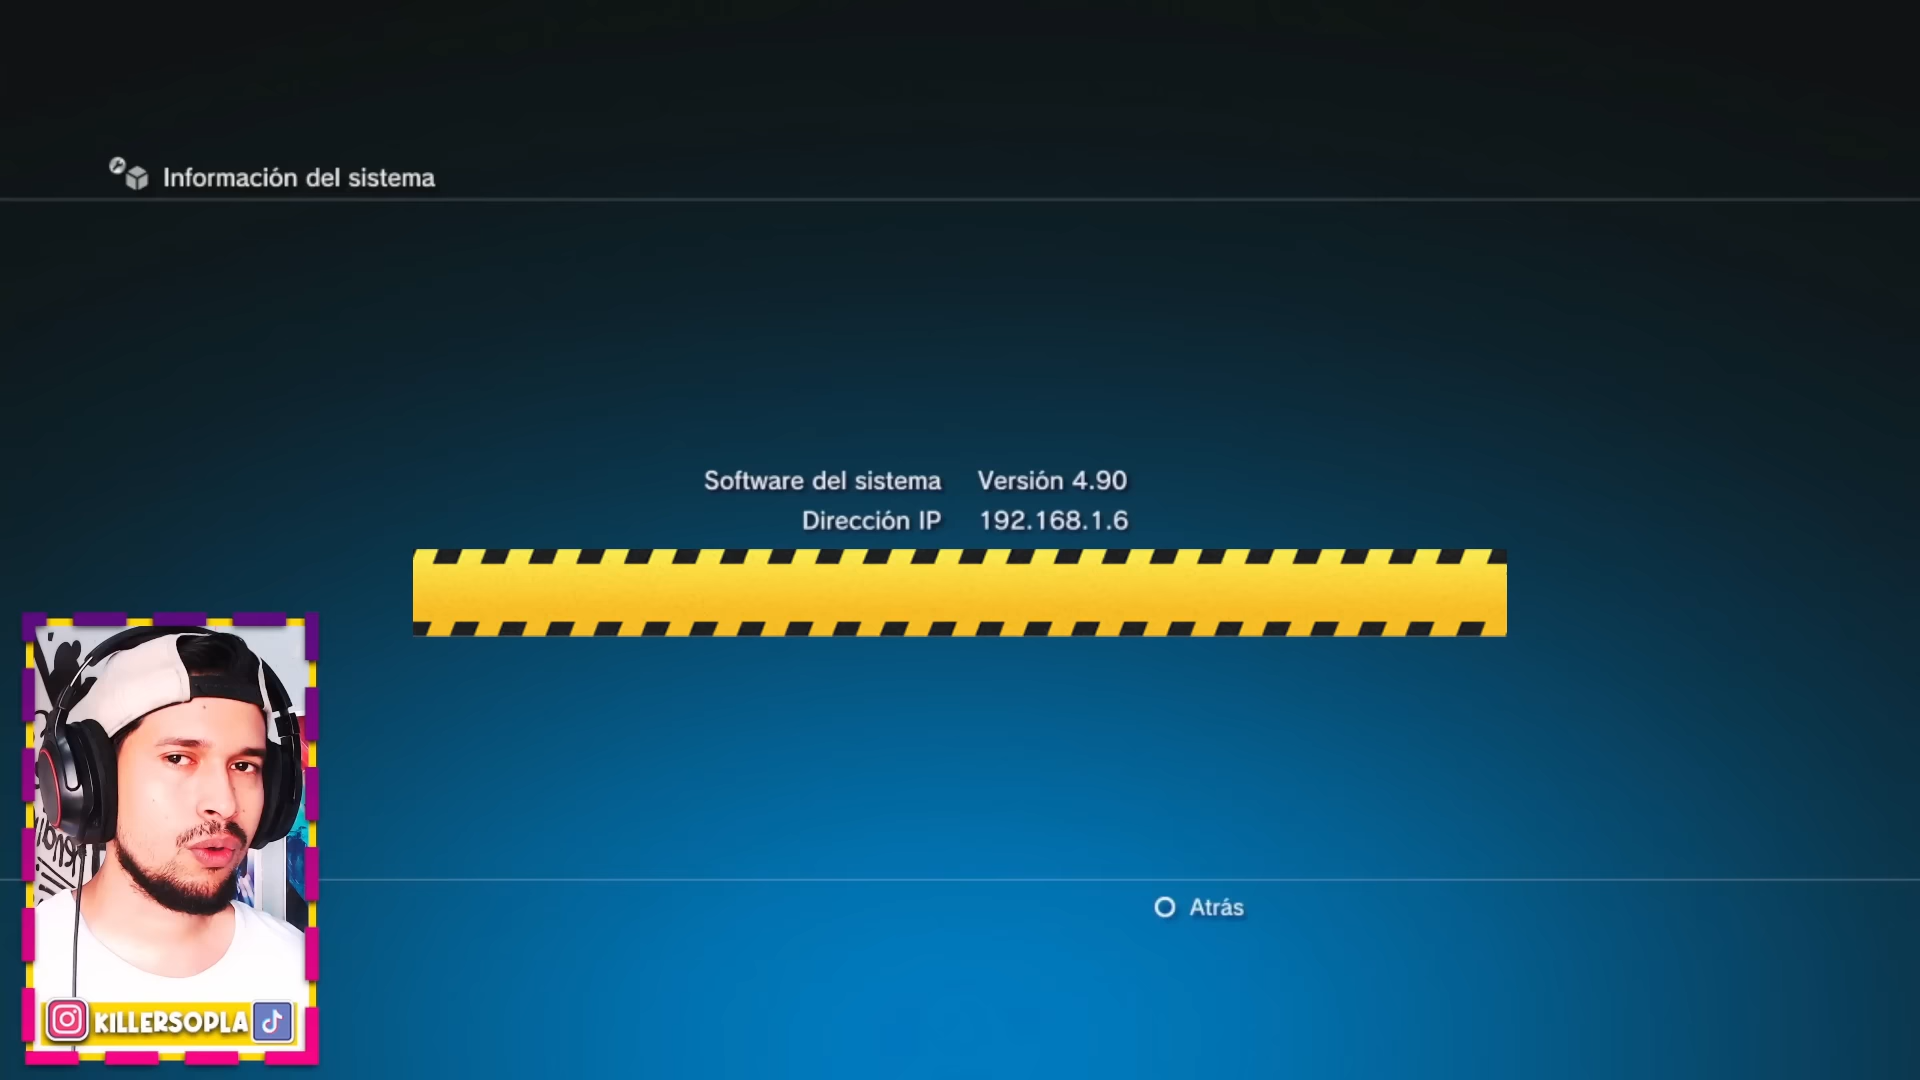 Información del sistema
Software del sistema Versión 4.90
Dirección IP 192.168.1.6
Atrás
KILLERSOPLA